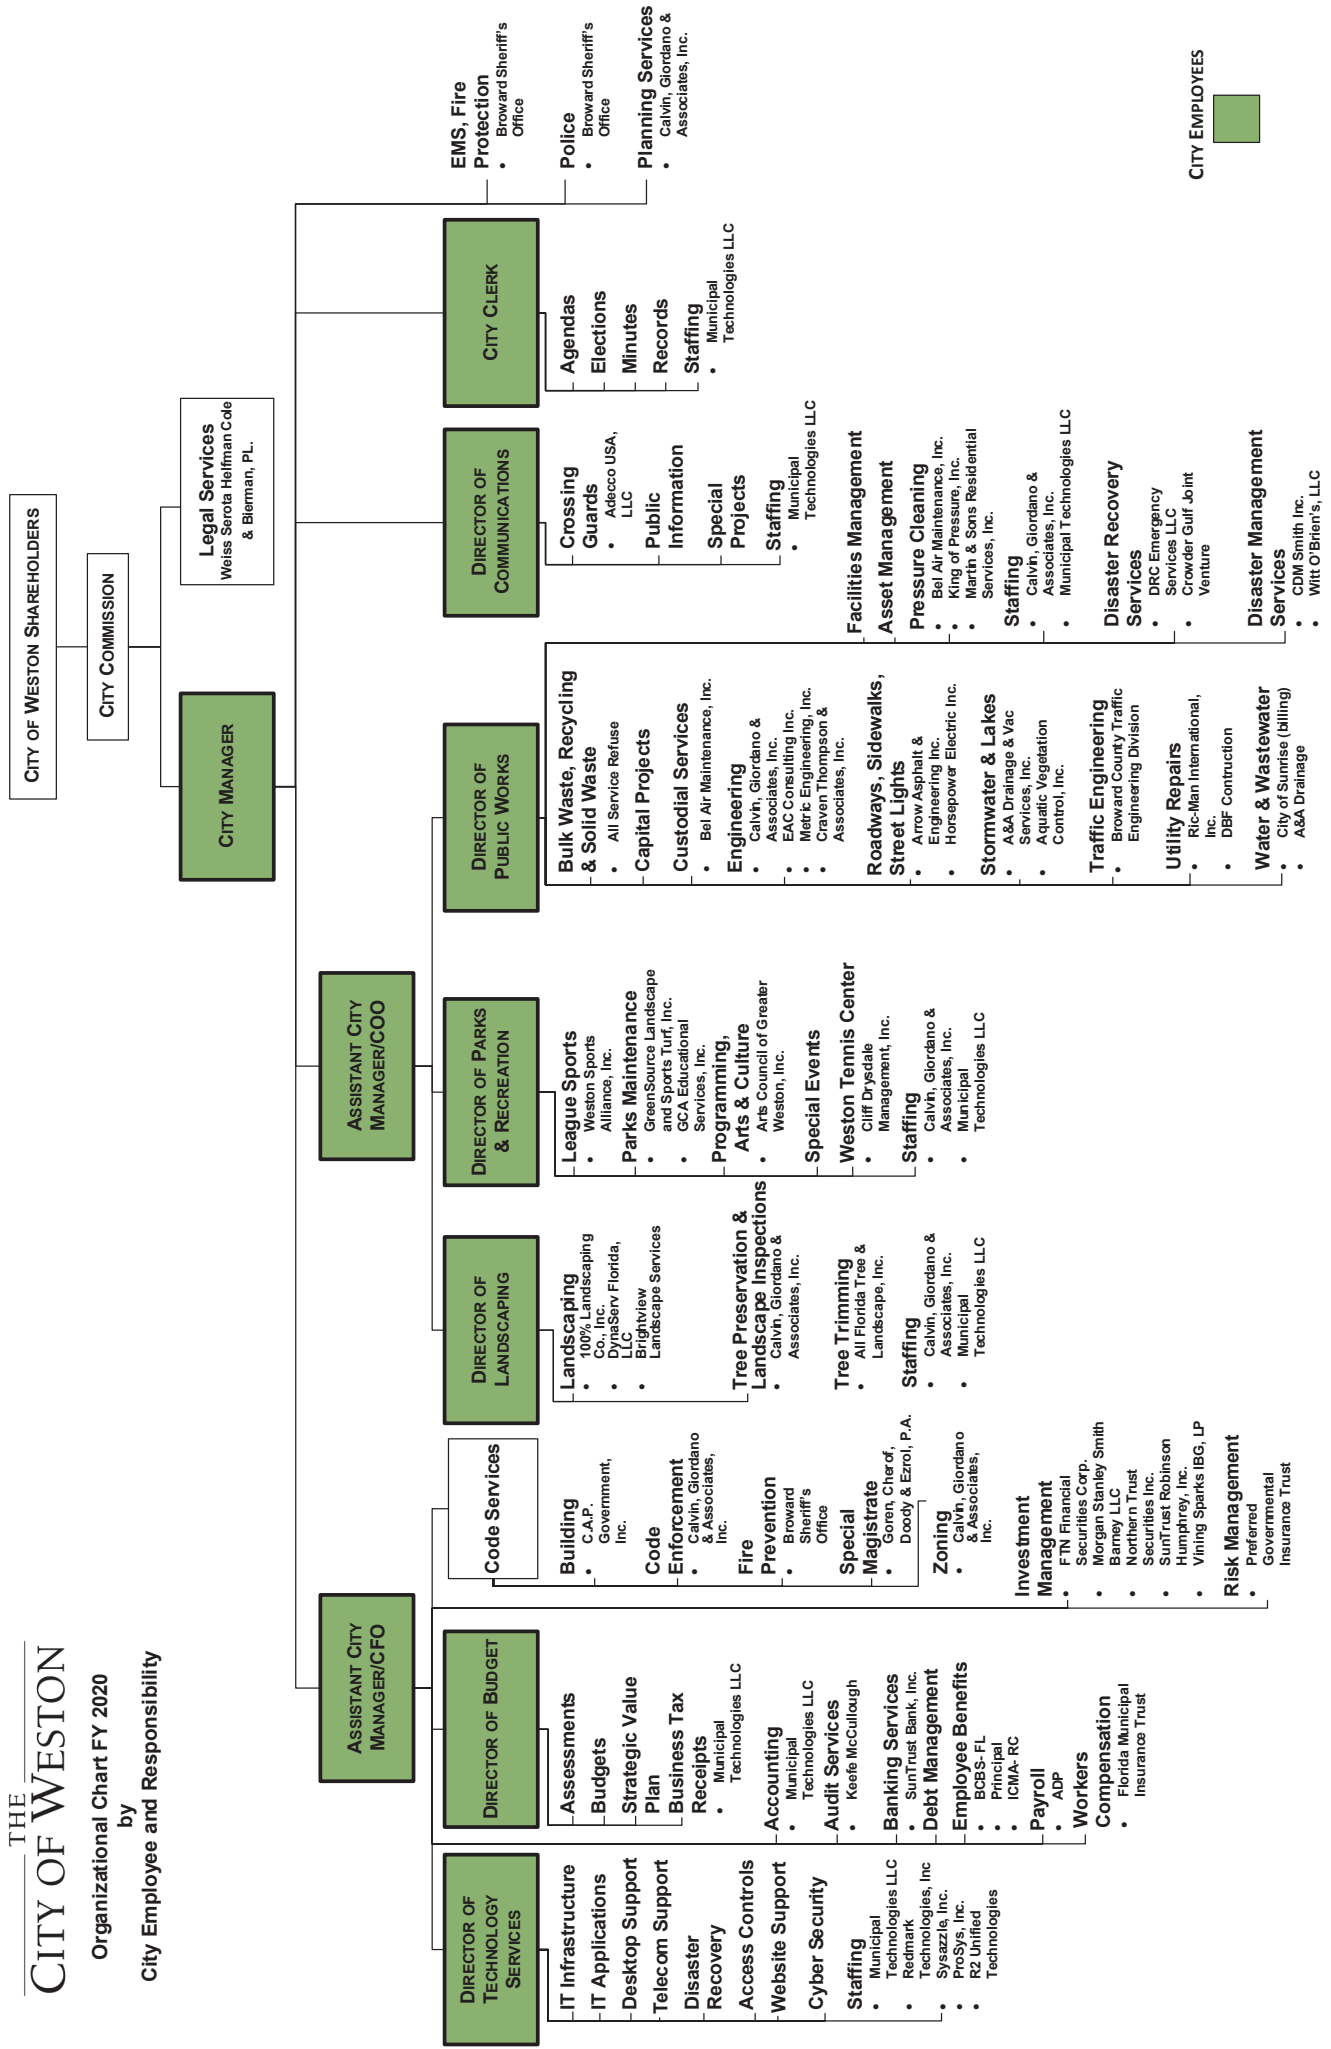 THE
CITY OF WESTON
Organizational Chart FY 2020
by
City Employee and Responsibility
CITY OF WESTON SHAREHOLDERS
CITY COMMISSION
Legal Services
Weiss Serota Helfman Cole
& Bierman, PL.
CITY MANAGER
ASSISTANT CITY
MANAGER/CFO
ASSISTANT CITY
MANAGER/COO
DIRECTOR OF
TECHNOLOGY
SERVICES
IT Infrastructure
IT Applications
Desktop Support
Telecom Support
Disaster
Recovery
Access Controls
Website Support
Cyber Security
Staffing
• Municipal
Technologies LLC
• Redmark
Technologies, Inc
• Sysazzle, Inc.
• ProSys, Inc.
• R2 Unified
Technologies
DIRECTOR OF BUDGET
Assessments
Budgets
Strategic Value
Plan
Business Tax
Receipts
• Municipal
Technologies LLC
Accounting
• Municipal
Technologies LLC
Audit Services
• Keefe McCullough
Banking Services
• SunTrust Bank, Inc.
Debt Management
Employee Benefits
• BCBS- FL
• Principal
• ICMA- RC
Payroll
• ADP
Workers
Compensation
• Florida Municipal
Insurance Trust
Code Services
Building
• C.A.P.
Government,
Inc.
Code
Enforcement
• Calvin, Giordano
& Associates,
Inc.
Fire
Prevention
• Broward
Sheriff's
Office
Special
Magistrate
• Goren, Cherof,
Doody & Ezrol, P.A.
Zoning
• Calvin, Giordano
& Associates,
Inc.
Investment
Management
• FTN Financial
Securities Corp.
• Morgan Stanley Smith
Barney LLC
• Northern Trust
Securities Inc.
• SunTrust Robinson
Humphrey, Inc.
• Vining Sparks IBG, LP
Risk Management
• Preferred
Governmental
Insurance Trust
DIRECTOR OF
LANDSCAPING
Landscaping
• 100% Landscaping
Co., Inc.
• DynaServ Florida,
LLC
• Brightview
Landscape Services
Tree Preservation &
Landscape Inspections
• Calvin, Giordano &
Associates, Inc.
Tree Trimming
• All Florida Tree &
Landscape, Inc.
Staffing
• Calvin, Giordano &
Associates, Inc.
• Municipal
Technologies LLC
DIRECTOR OF PARKS
& RECREATION
League Sports
• Weston Sports
Alliance, Inc.
Parks Maintenance
• GreenSource Landscape
and Sports Turf, Inc.
• GCA Educational
Services, Inc.
Programming,
Arts & Culture
• Arts Council of Greater
Weston, Inc.
Special Events
Weston Tennis Center
• Cliff Drysdale
Management, Inc.
Staffing
• Calvin, Giordano &
Associates, Inc.
• Municipal
Technologies LLC
DIRECTOR OF
PUBLIC WORKS
Bulk Waste, Recycling
& Solid Waste
• All Service Refuse
Capital Projects
Custodial Services
• Bel Air Maintenance, Inc.
Engineering
• Calvin, Giordano &
Associates, Inc.
• EAC Consulting Inc.
• Metric Engineering, Inc.
• Craven Thompson &
Associates, Inc.
Roadways, Sidewalks,
Street Lights
• Arrow Asphalt &
Engineering Inc.
• Horsepower Electric Inc.
Stormwater & Lakes
• A&A Drainage & Vac
Services, Inc.
• Aquatic Vegetation
Control, Inc.
Traffic Engineering
• Broward County Traffic
Engineering Division
Utility Repairs
• Ric-Man International,
Inc.
• DBF Contruction
Water & Wastewater
• City of Sunrise (billing)
• A&A Drainage
Facilities Management
Asset Management
Pressure Cleaning
• Bel Air Maintenance, Inc.
• King of Pressure, Inc.
• Martin & Sons Residential
Services, Inc.
Staffing
• Calvin, Giordano &
Associates, Inc.
• Municipal Technologies LLC
Disaster Recovery
Services
• DRC Emergency
Services LLC
• Crowder Gulf Joint
Venture
Disaster Management
Services
• CDM Smith Inc.
• Witt O'Brien's, LLC
DIRECTOR OF
COMMUNICATIONS
Crossing
Guards
• Adeccco USA,
LLC
Public
Information
Special
Projects
Staffing
• Municipal
Technologies LLC
CITY CLERK
Agendas
Elections
Minutes
Records
Staffing
• Municipal
Technologies LLC
EMS, Fire
Protection
• Broward Sheriff's
Office
Police
• Broward Sheriff's
Office
Planning Services
• Calvin, Giordano &
Associates, Inc.
CITY EMPLOYEES